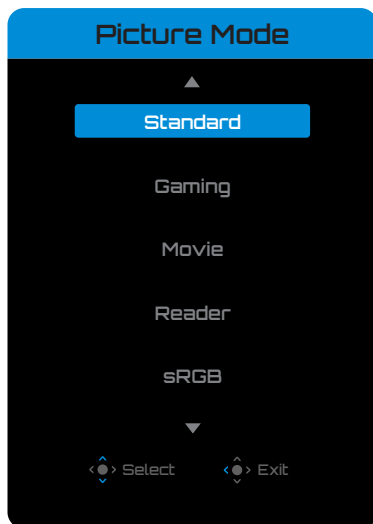 Picture Mode
Standard
Gaming
Movie
Reader
sRGB
Select Exit